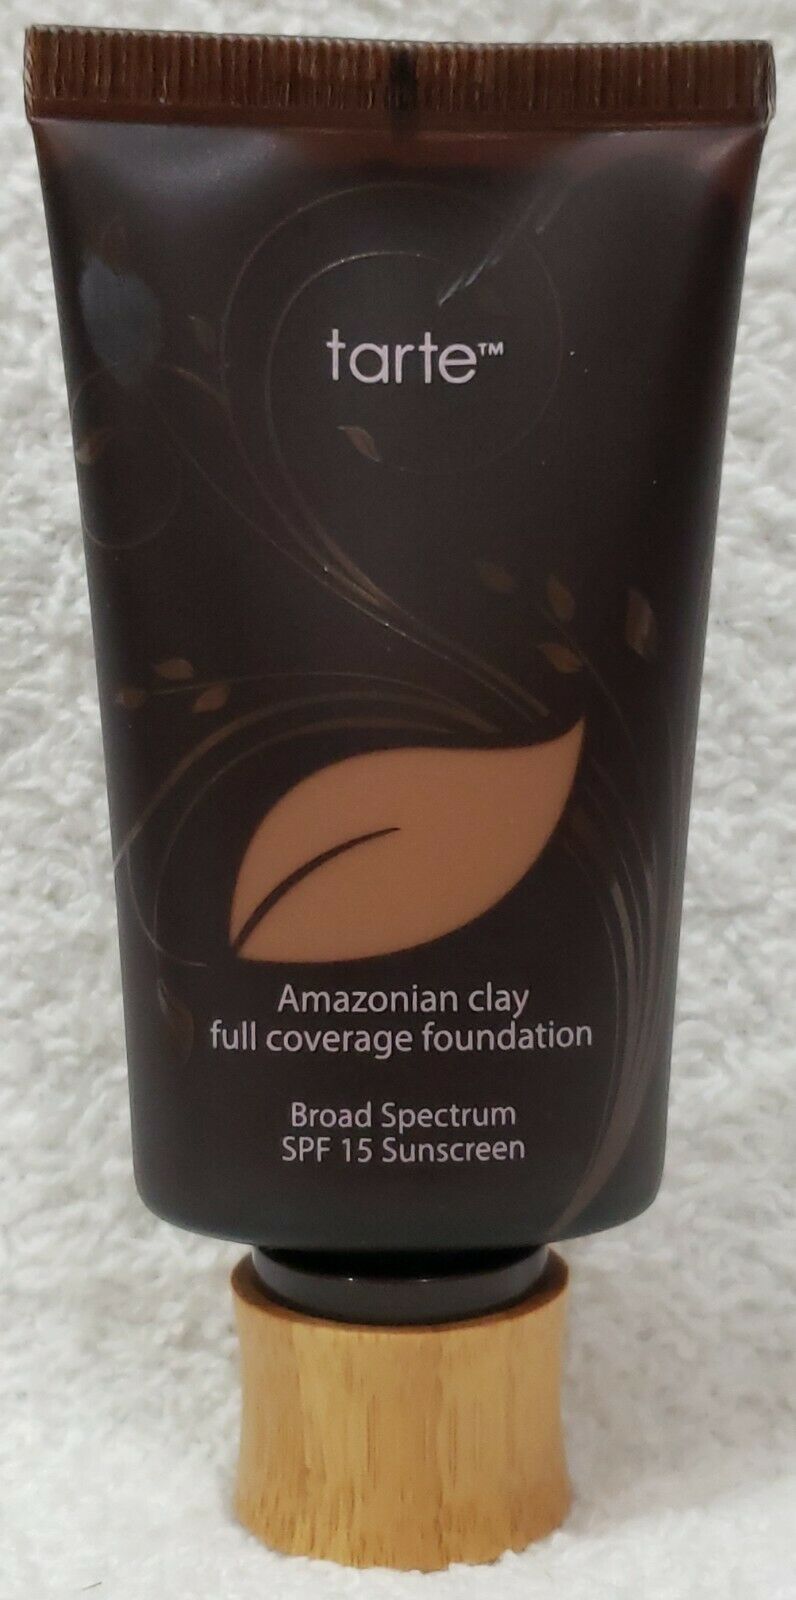 tarte™
Amazonian clay
full coverage foundation
Broad Spectrum
SPF 15 Sunscreen